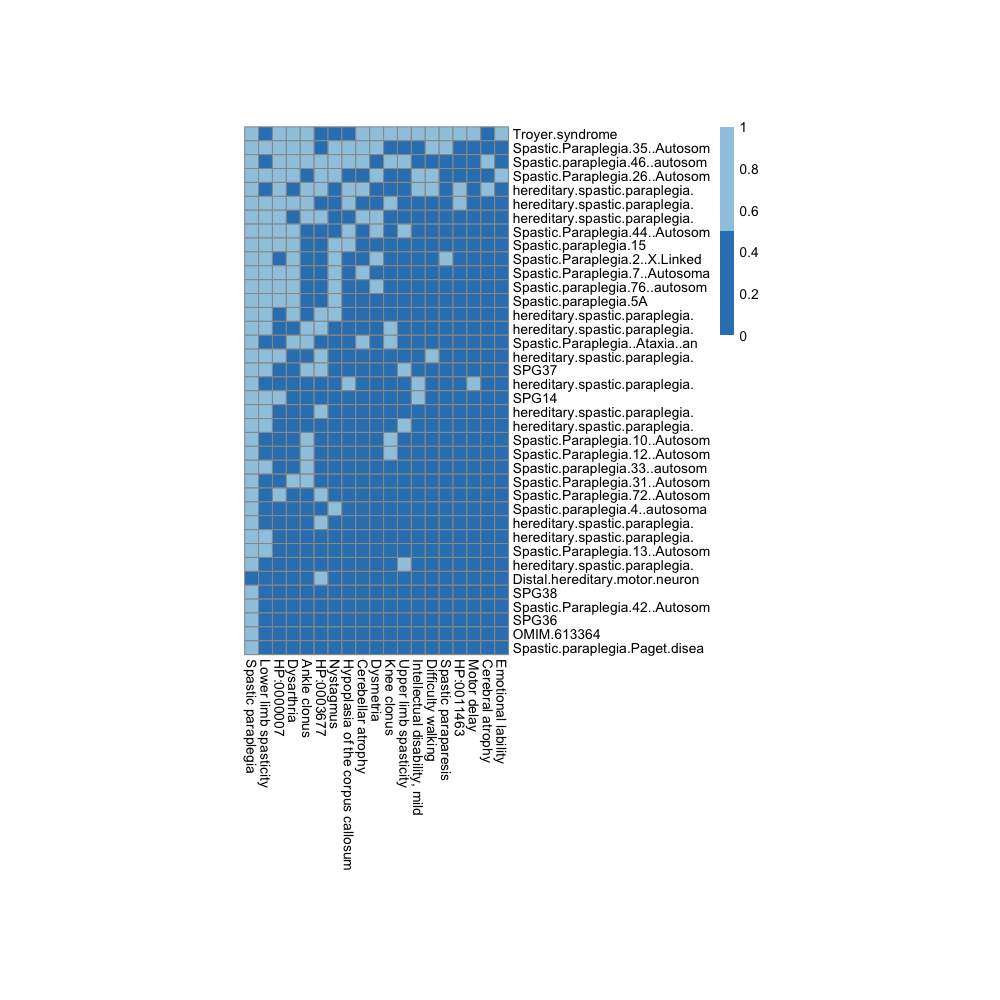 Troyer.syndrome
Spastic.Paraplegia.35..Autosom
Spastic.paraplegia.46..autosom
Spastic.Paraplegia.26..Autosom
hereditary.spastic.paraplegia.
hereditary.spastic.paraplegia.
hereditary.spastic.paraplegia.
Spastic.Paraplegia.44..Autosom
Spastic.paraplegia.15
Spastic.Paraplegia.2..X.Linked
Spastic.Paraplegia.7..Autosoma
Spastic.paraplegia.76..autosom
Spastic.paraplegia.5A
hereditary.spastic.paraplegia.
hereditary.spastic.paraplegia.
Spastic.Paraplegia..Ataxia..an
hereditary.spastic.paraplegia.
SPG37
hereditary.spastic.paraplegia.
SPG14
hereditary.spastic.paraplegia.
hereditary.spastic.paraplegia.
Spastic.Paraplegia.10..Autosom
Spastic.Paraplegia.12..Autosom
Spastic.paraplegia.33..autosom
Spastic.Paraplegia.31..Autosom
Spastic.Paraplegia.72..Autosom
Spastic.paraplegia.4..autosoma
hereditary.spastic.paraplegia.
hereditary.spastic.paraplegia.
Spastic.Paraplegia.13..Autosom
hereditary.spastic.paraplegia.
Distal.hereditary.motor.neuron
SPG38
Spastic.Paraplegia.42..Autosom
SPG36
OMIM.613364
Spastic.paraplegia.Paget.disea
1
0.8
0.6
0.4
0.2
0
Spastic paraplegia
Lower limb spasticity
HP:0000007
Dysarthria
Ankle clonus
HP:0003677
Nystagmus
Hypoplasia of the corpus callosum
Cerebellar atrophy
Dysmetria
Knee clonus
Upper limb spasticity
Intellectual disability, mild
Difficulty walking
Spastic paraparesis
HP:0011463
Motor delay
Cerebral atrophy
Emotional lability